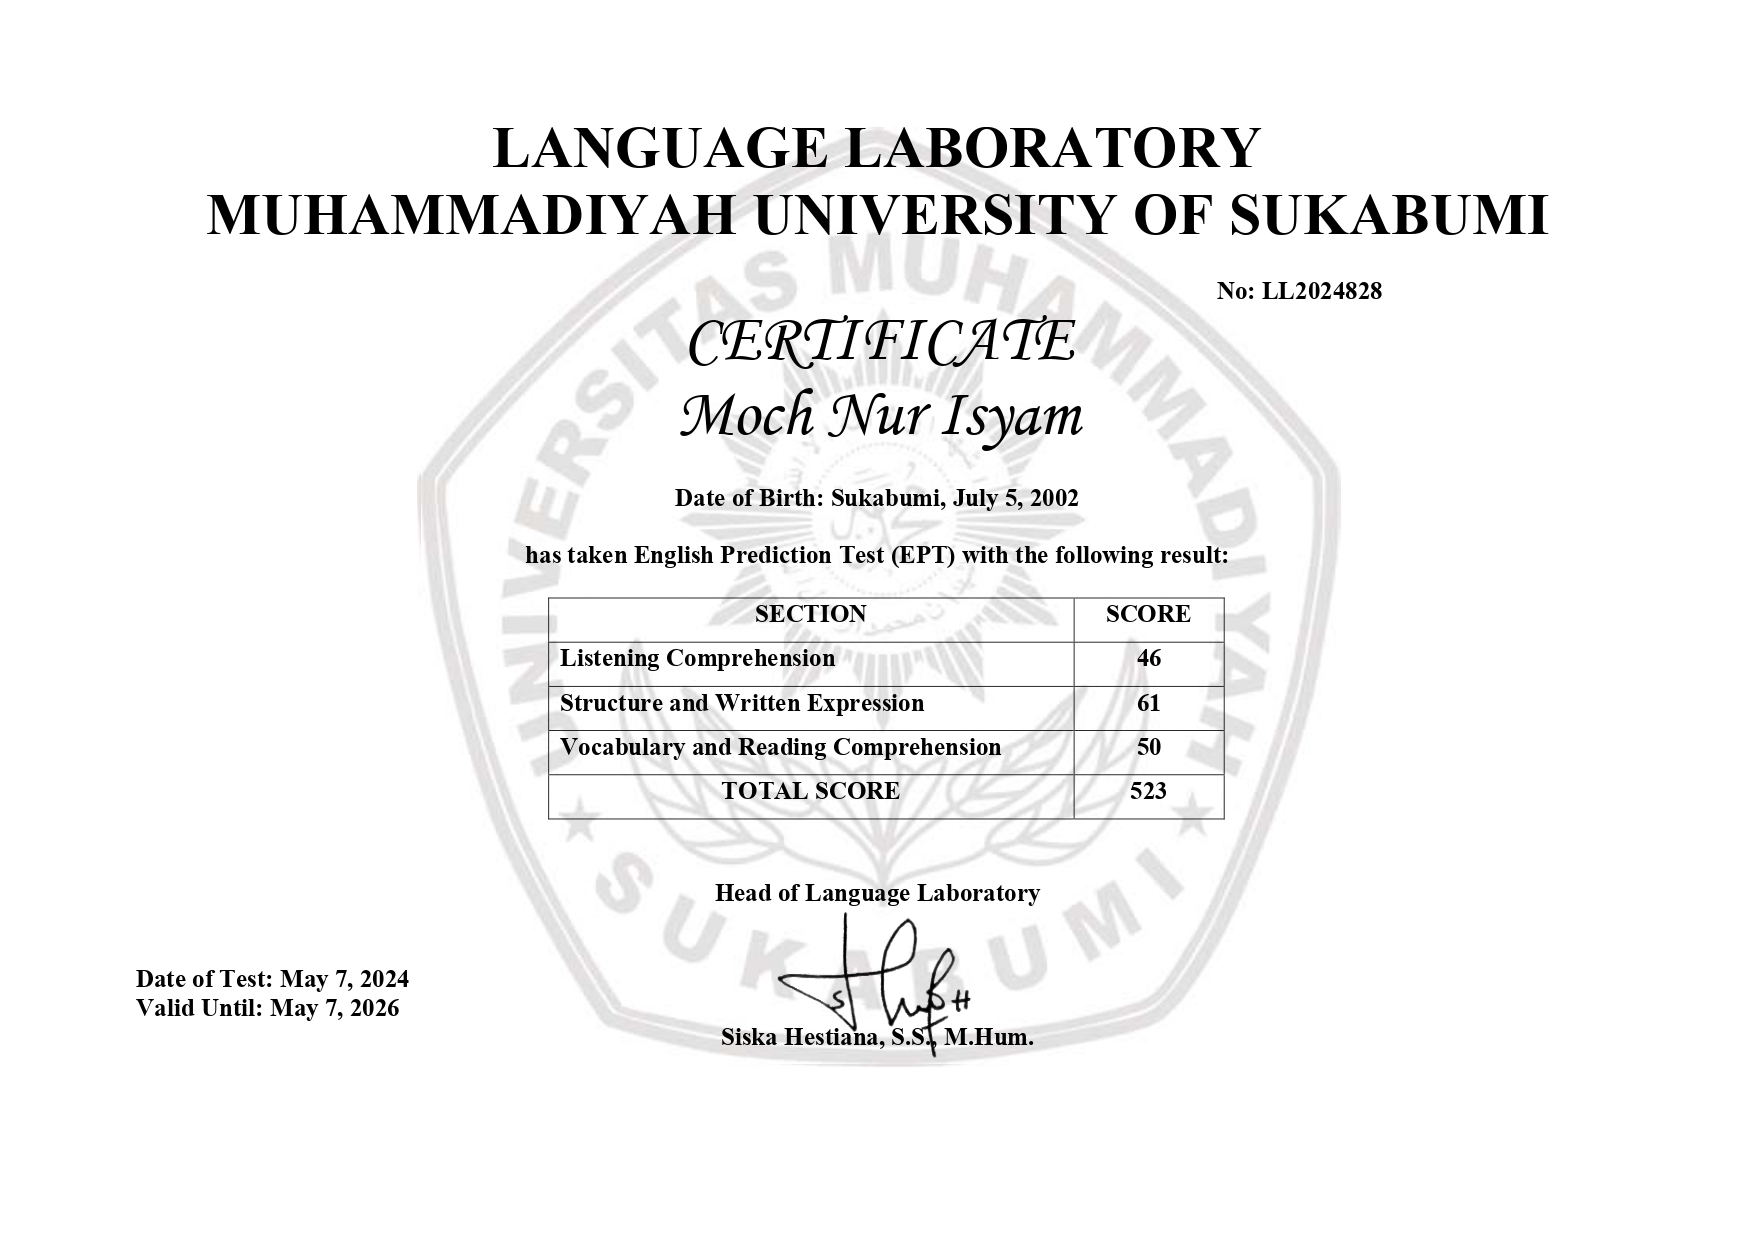 LANGUAGE LABORATORY
MUHAMMADIYAH UNIVERSITY OF SUKABUMI
No: LL2024828
CERTIFICATE
Moch Nur Isyam
Date of Birth: Sukabumi, July 5, 2002
has taken English Prediction Test (EPT) with the following result:
SECTION SCORE
Listening Comprehension 46
Structure and Written Expression 61
Vocabulary and Reading Comprehension 50
TOTAL SCORE 523
Head of Language Laboratory
Date of Test: May 7, 2024
Valid Until: May 7, 2026
Siska Hestiana, S.S., M.Hum.
UNIVERSITAS MUHAMMADIYAH
SUKABUMI